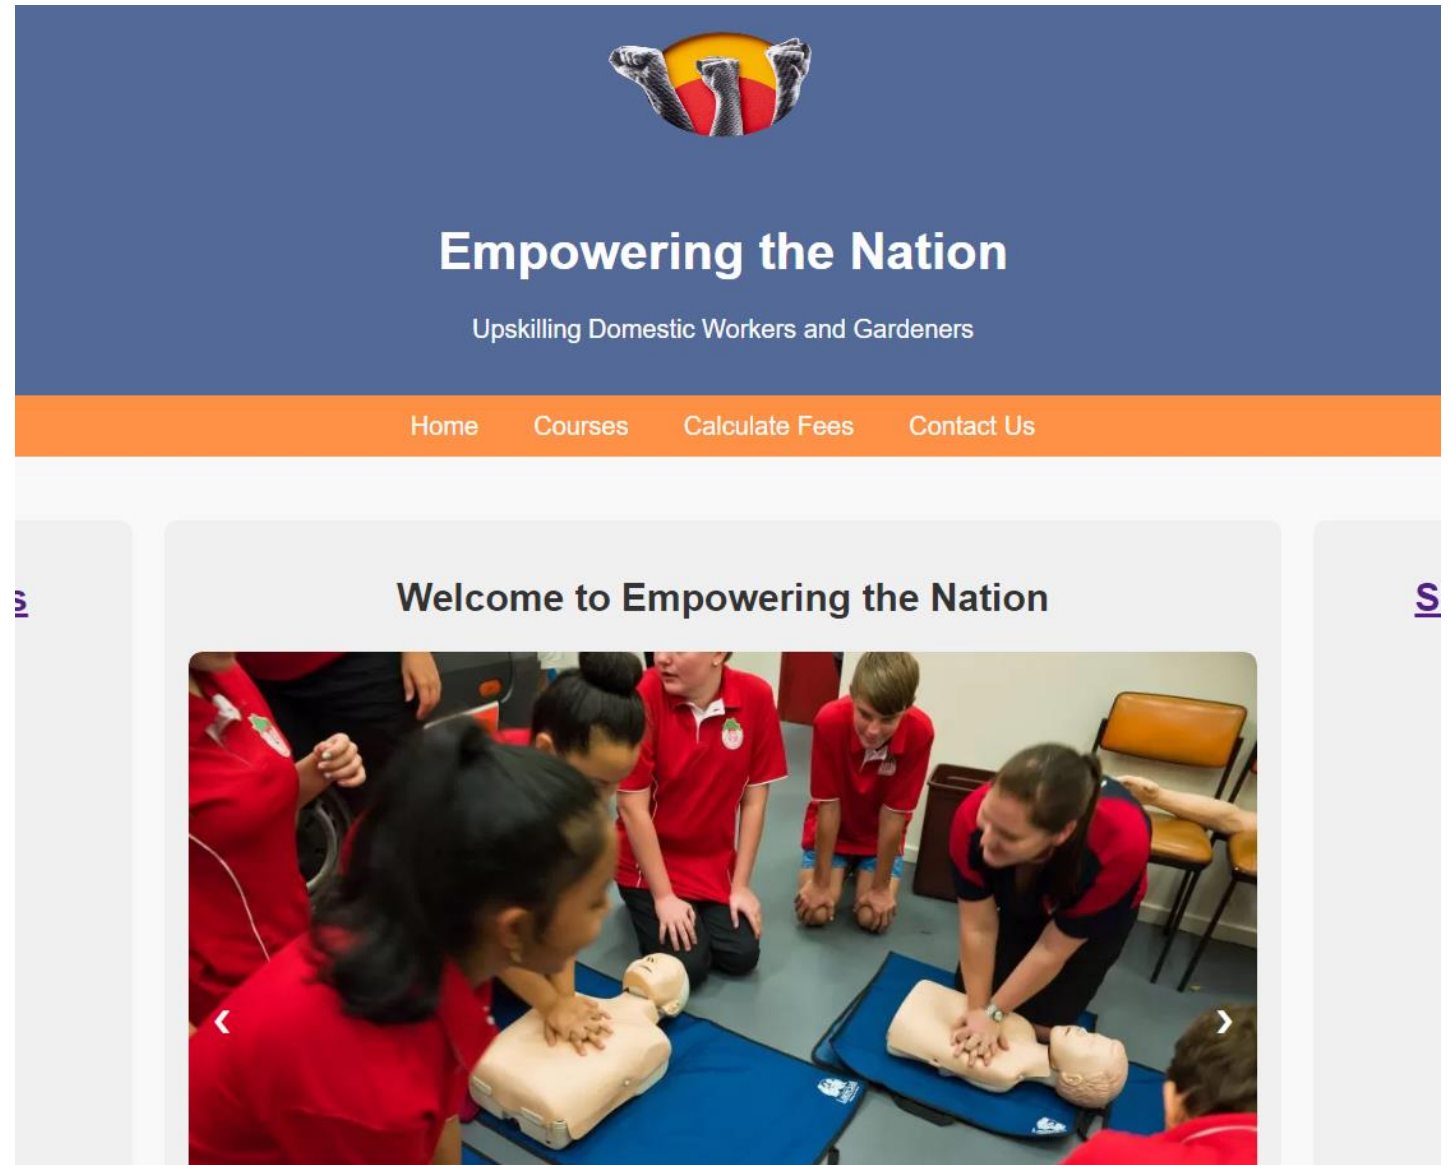 Empowering the Nation
Upskilling Domestic Workers and Gardeners
Home Courses Calculate Fees Contact Us
s
Welcome to Empowering the Nation
S